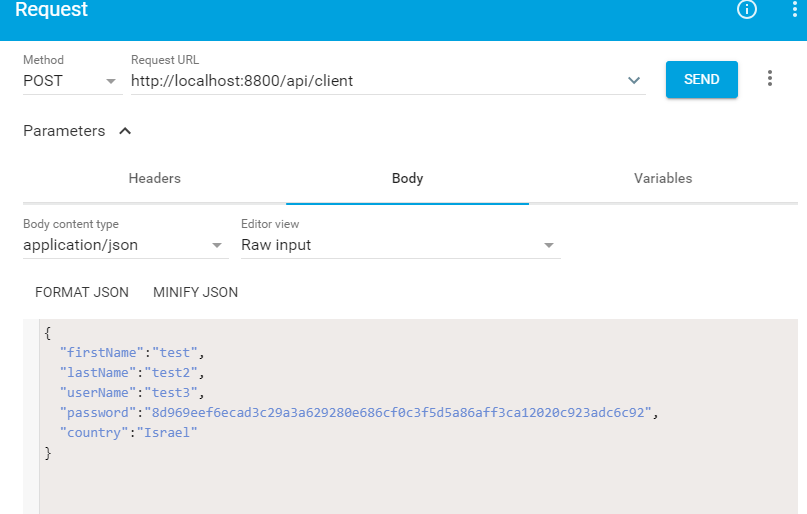 Request
Method
Request URL
POST
http://localhost:8800/api/client
SEND
Parameters
Headers
Body
Variables
Body content type
Editor view
application/json
Raw input
FORMAT JSON
MINIFY JSON
{
"firstName":"test",
"lastName":"test2",
"userName":"test3",
"password":"8d969eef6ecad3c29a3a629280e686cf0c3f5d5a86aff3ca12020c923adc6c92",
"country":"Israel"
}